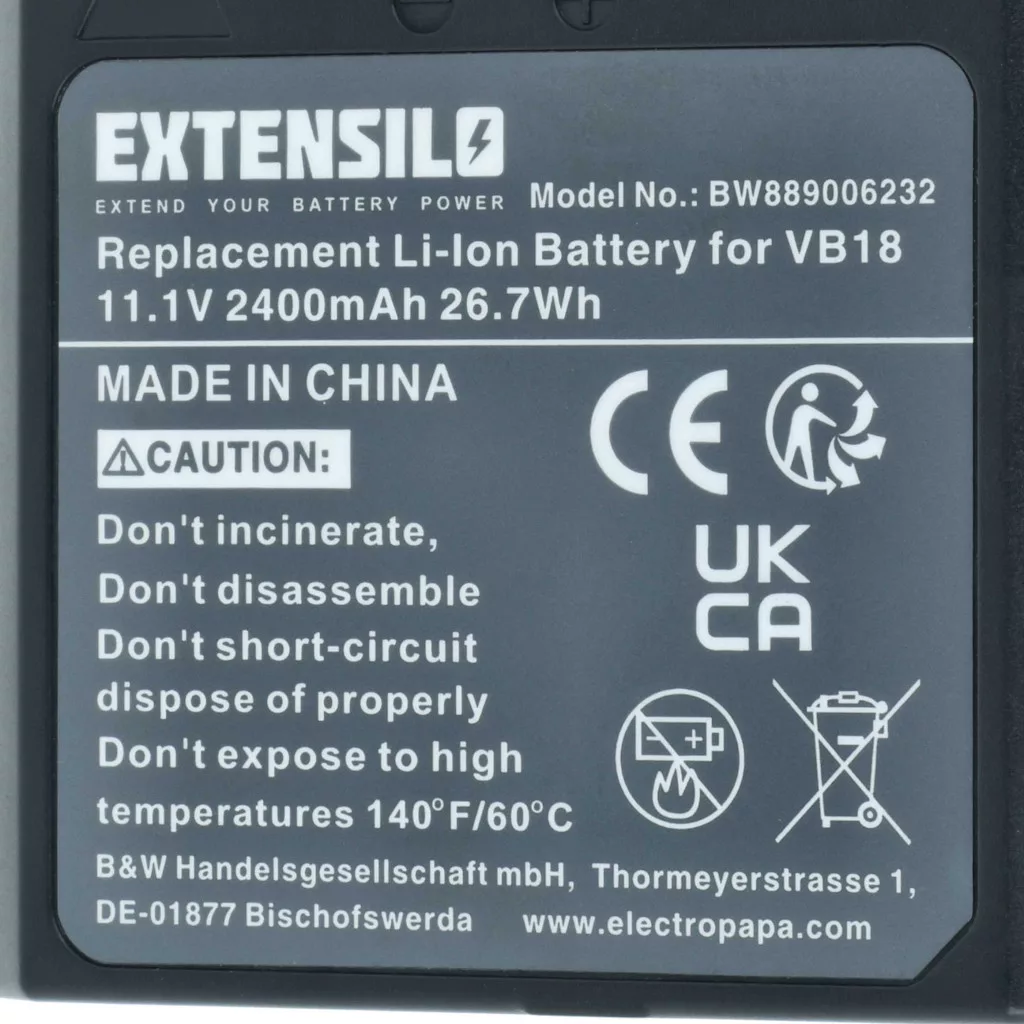 EXTENSILO
EXTEND YOUR BATTERY POWER
Model No.: BW889006232
Replacement Li-Ion Battery for VB18
11.1V 2400mAh 26.7Wh
MADE IN CHINA
CE
CAUTION:
Don't incinerate,
Don't disassemble
Don't short-circuit
dispose of properly
Don't expose to high
temperatures 140°F/60°C
UK
CA
B&W Handelsgesellschaft mbH, Thormeyerstrasse 1,
DE-01877 Bischofswerda www.electropapa.com